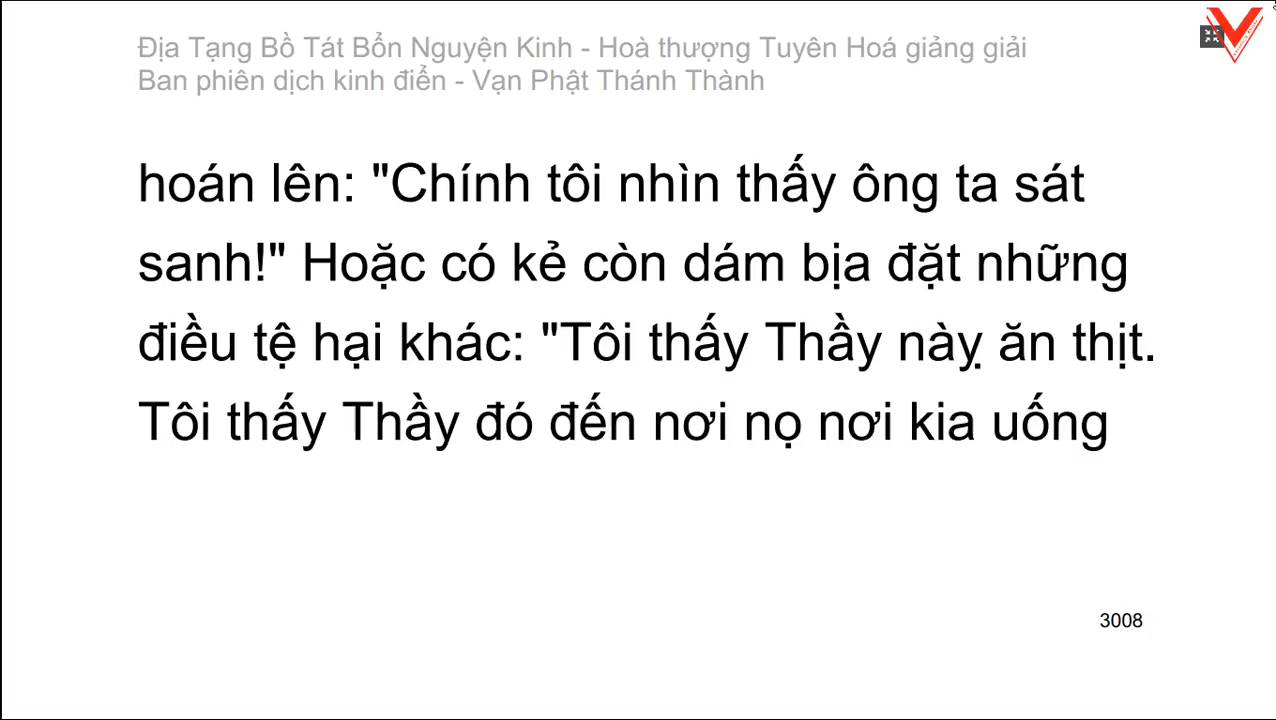 Địa Tạng Bồ Tát Bổn Nguyện Kinh - Hoà thượng Tuyên Hoá giảng giải
Ban phiên dịch kinh điển - Vạn Phật Thánh Thành
hoán lên: "Chính tôi nhìn thấy ông ta sát
sanh!" Hoặc có kẻ còn dám bịa đặt những
điều tệ hại khác: "Tôi thấy Thầy nàỵ ăn thịt.
Tôi thấy Thầy đó đến nơi nọ nơi kia uống
3008